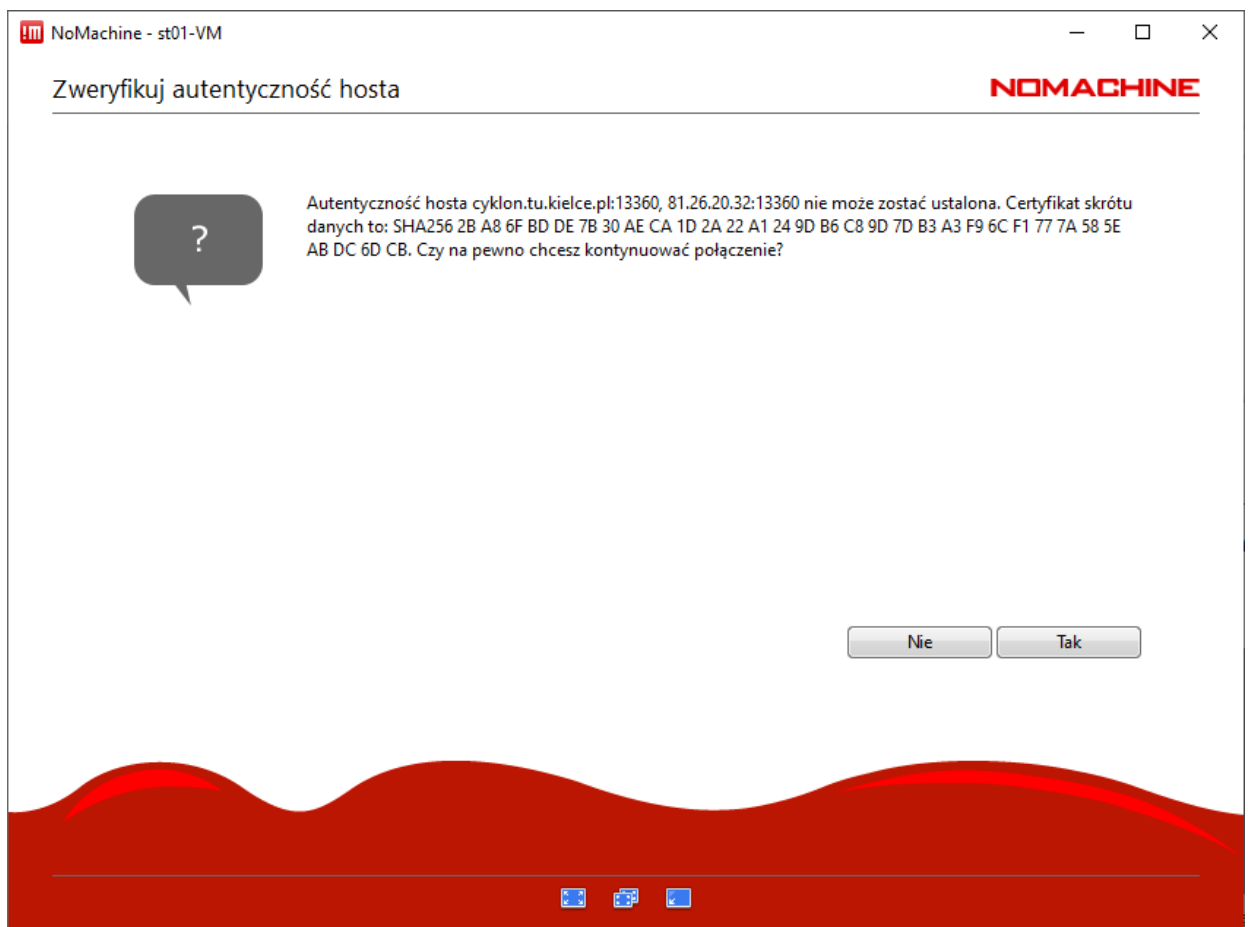 NoMachine - st01-VM
Zweryfikuj autentyczność hosta
NOMACHINE
?
Autentyczność hosta cyklon.tu.kielce.pl:13360, 81.26.20.32:13360 nie może zostać ustalona. Certyfikat skrótu
danych to: SHA256 2B A8 6F BD DE 7B 30 AE CA 1D 2A 22 A1 24 9D B6 C8 9D 7D B3 A3 F9 6C F1 77 7A 58 5E
AB DC 6D CB. Czy na pewno chcesz kontynuować połączenie?
Nie
Tak